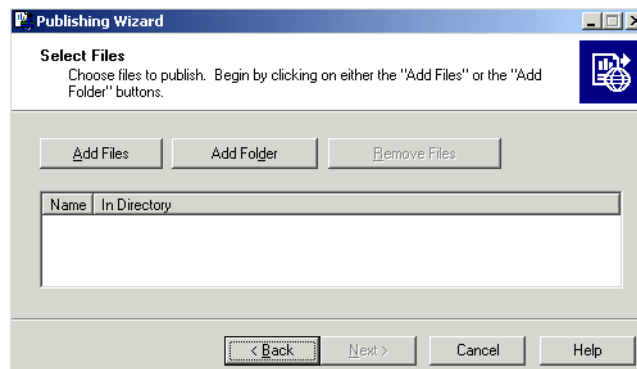 Publishing Wizard
Select Files
Choose files to publish. Begin by clicking on either the "Add Files" or the "Add
Folder" buttons.
Add Files Add Folder Remove Files
Name In Directory
< Back Next > Cancel Help